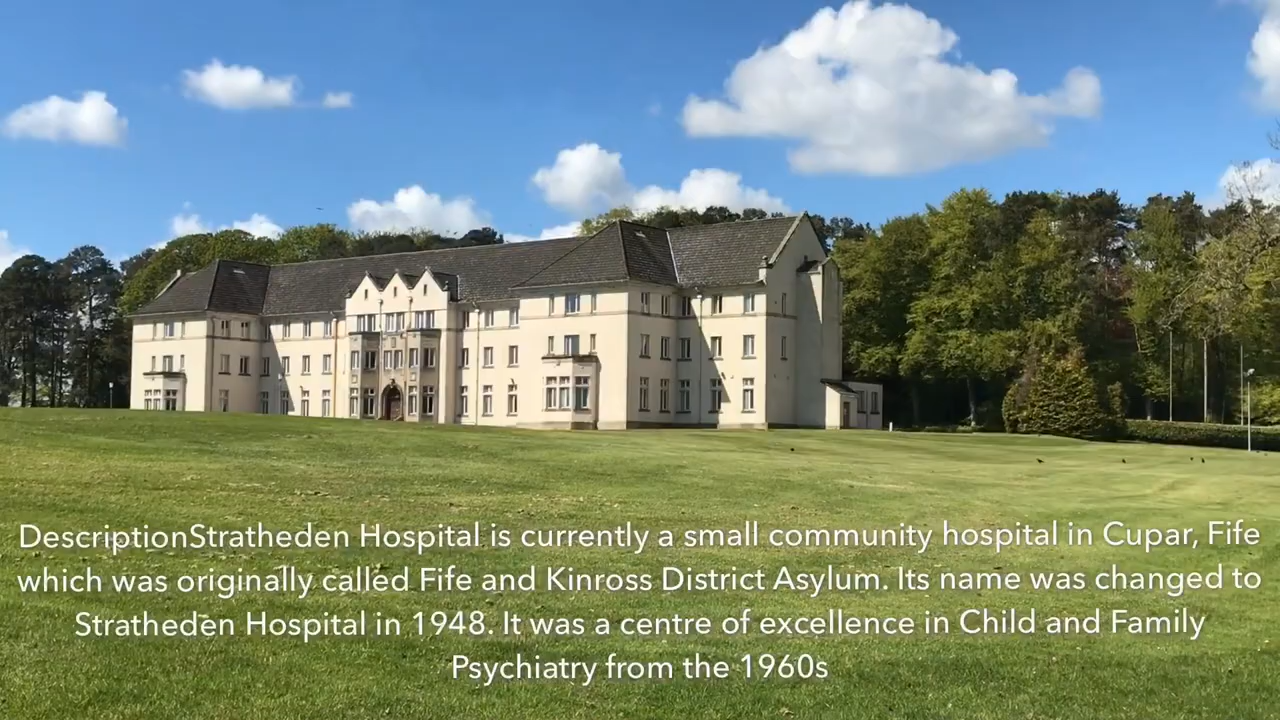 DescriptionStratheden Hospital is currently a small community hospital in Cupar, Fife
which was originally called Fife and Kinross District Asylum. Its name was changed to
Stratheden Hospital in 1948. It was a centre of excellence in Child and Family
Psychiatry from the 1960s